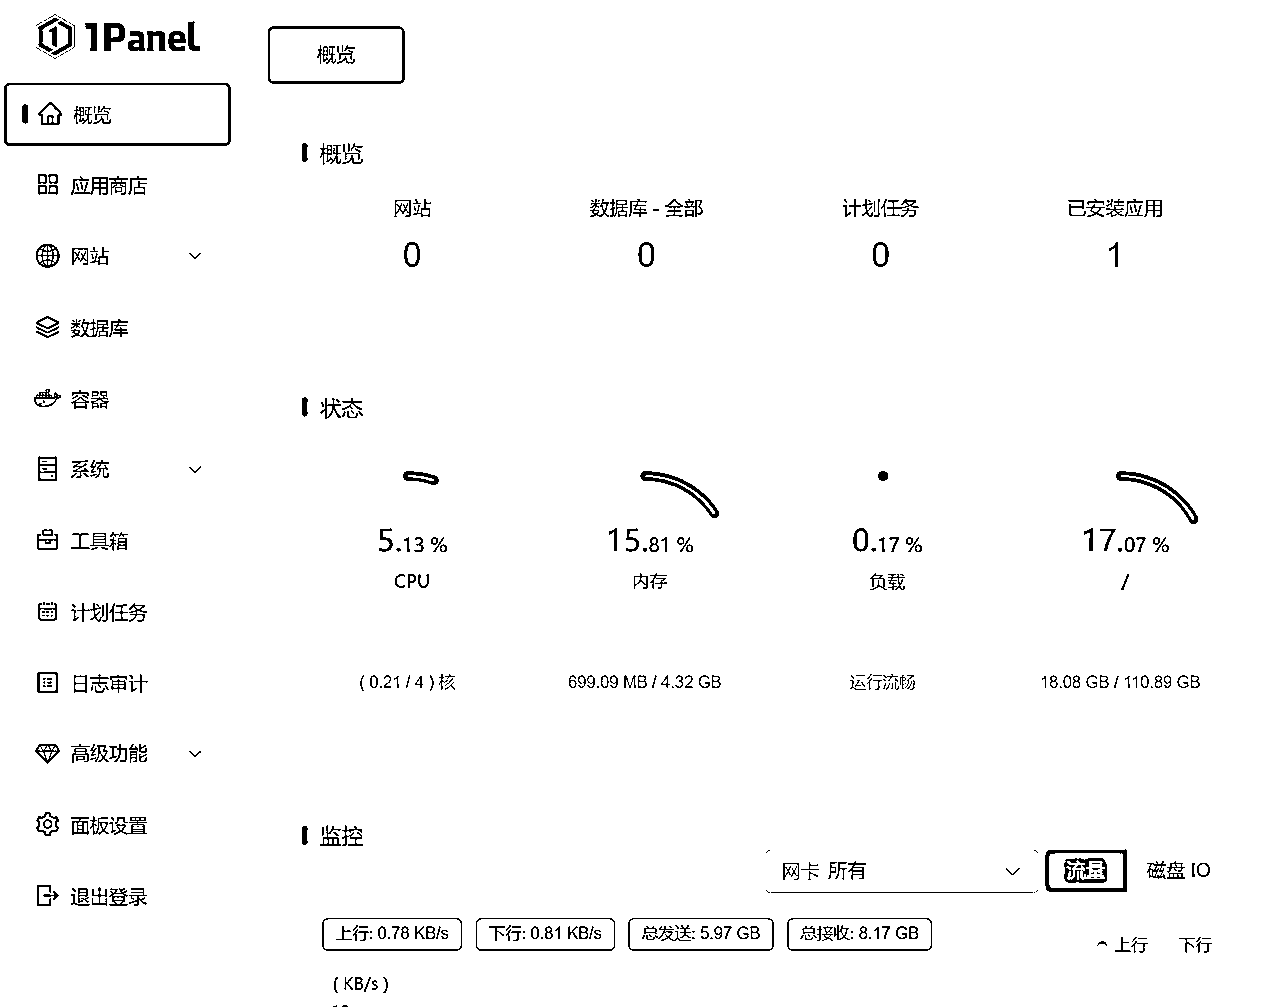 1Panel
概览
应用商店
网站
数据库
容器
系统
工具箱
计划任务
日志审计
高级功能
面板设置
退出登录
概览
概览
网站 数据库 - 全部 计划任务 已安装应用
0 0 0 1
状态
5.13 % 15.81 % 0.17 % 17.07 %
CPU 内存 负载 /
( 0.21 / 4 ) 核 699.09 MB / 4.32 GB 运行流畅 18.08 GB / 110.89 GB
监控
网卡 所有 流量 磁盘 IO
上行: 0.78 KB/s 下行: 0.81 KB/s 总发送: 5.97 GB 总接收: 8.17 GB
上行 下行
( KB/s )